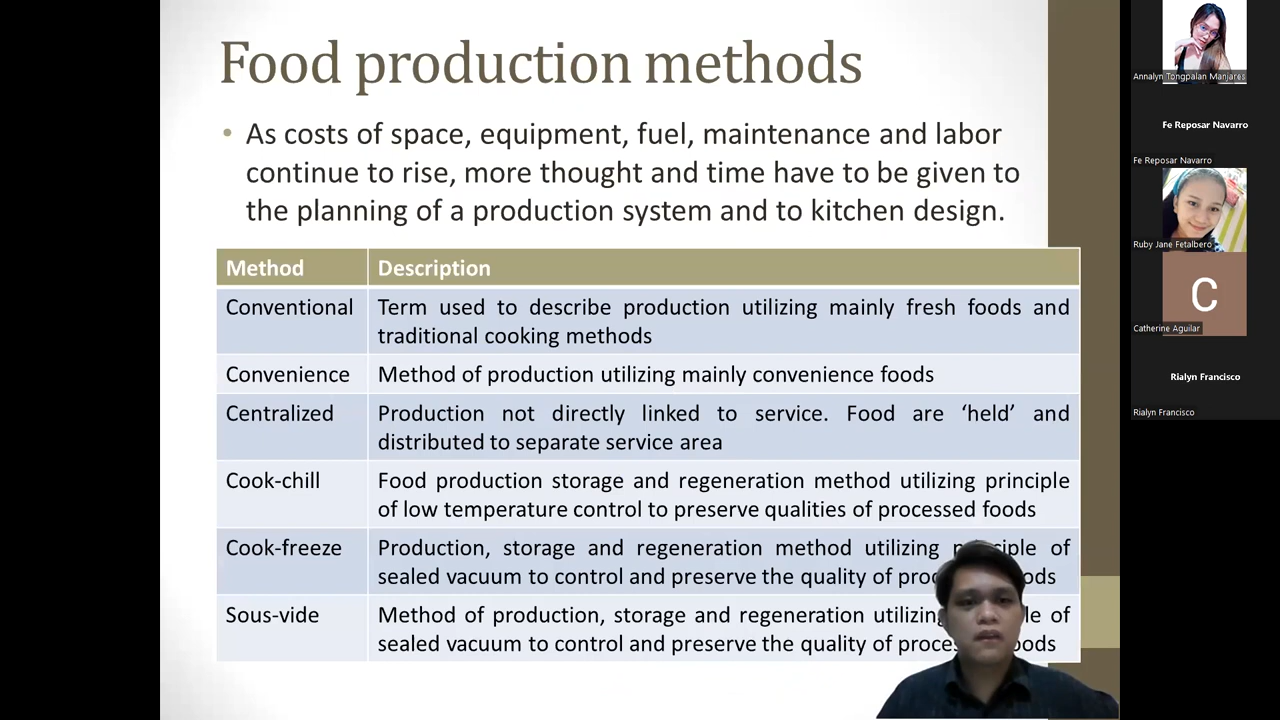 Food production methods
• As costs of space, equipment, fuel, maintenance and labor
continue to rise, more thought and time have to be given to
the planning of a production system and to kitchen design.
Method Description
Conventional Term used to describe production utilizing mainly fresh foods and
traditional cooking methods
Convenience Method of production utilizing mainly convenience foods
Centralized Production not directly linked to service. Food are ‘held’ and
distributed to separate service area
Cook-chill Food production storage and regeneration method utilizing principle
of low temperature control to preserve qualities of processed foods
Cook-freeze Production, storage and regeneration method utilizing of
sealed vacuum to control and preserve the quality of
Sous-vide Method of production, storage and regeneration utilizing of
sealed vacuum to control and preserve the quality of
Annalyn Tongpalan Manjares
Fe Reposar Navarro
Fe Reposar Navarro
Ruby Jane Fetalbero
C
Catherine Aguilar
Rialyn Francisco
Rialyn Francisco